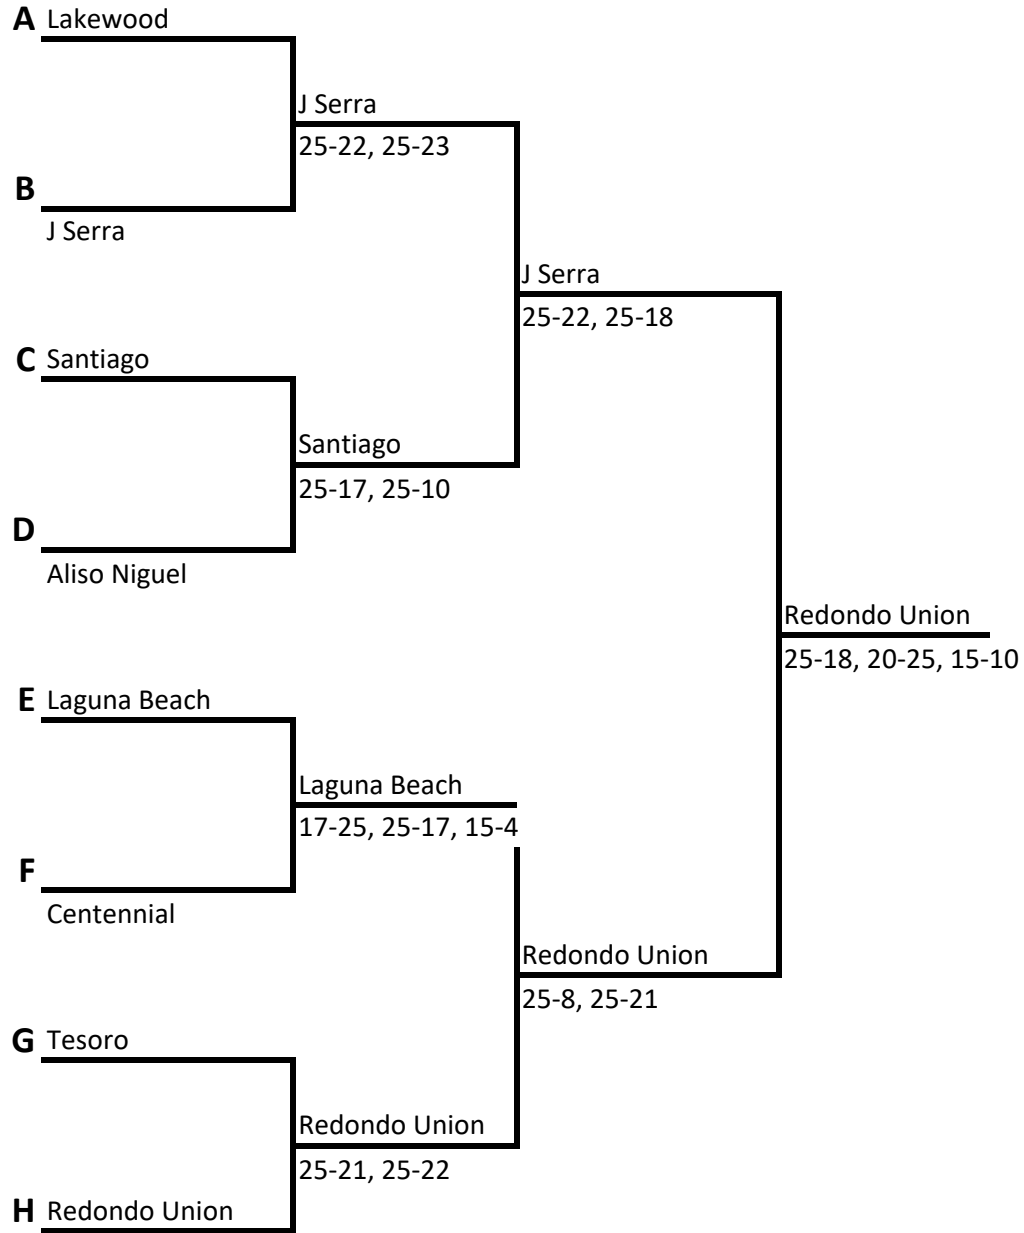 A Lakewood
J Serra
25-22, 25-23
B
J Serra
J Serra
25-22, 25-18
C Santiago
Santiago
25-17, 25-10
D
Aliso Niguel
Redondo Union
25-18, 20-25, 15-10
E Laguna Beach
Laguna Beach
17-25, 25-17, 15-4
F
Centennial
Redondo Union
25-8, 25-21
G Tesoro
Redondo Union
25-21, 25-22
H Redondo Union